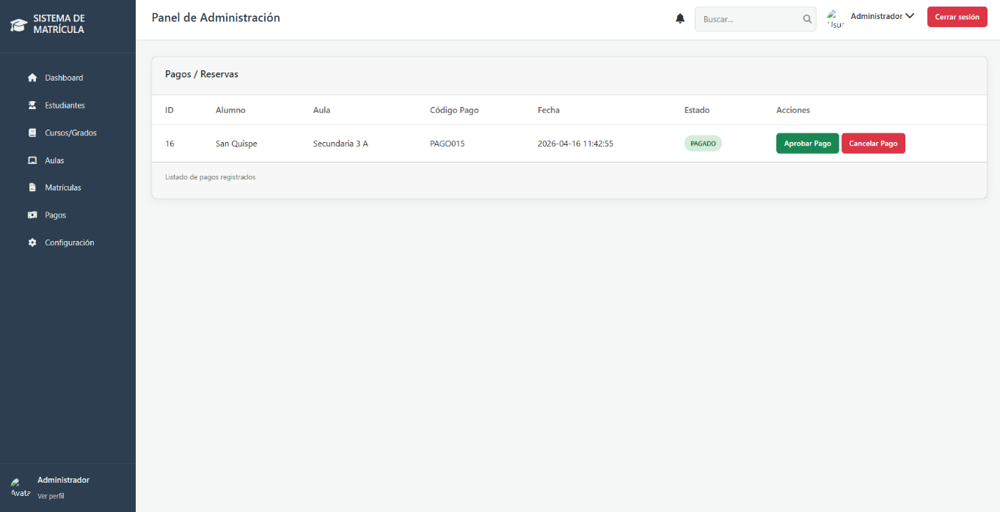 SISTEMA DE
MATRÍCULA
Panel de Administración
Buscar...
Usua
Administrador
Cerrar sesión
Dashboard
Estudiantes
Cursos/Grados
Aulas
Matrículas
Pagos
Configuración
Pagos / Reservas
ID Alumno Aula Código Pago Fecha Estado Acciones
16 San Quispe Secundaria 3 A PAGO015 2026-04-16 11:42:55 PAGADO Aprobar Pago Cancelar Pago
Listado de pagos registrados
Avata
Administrador
Ver perfil